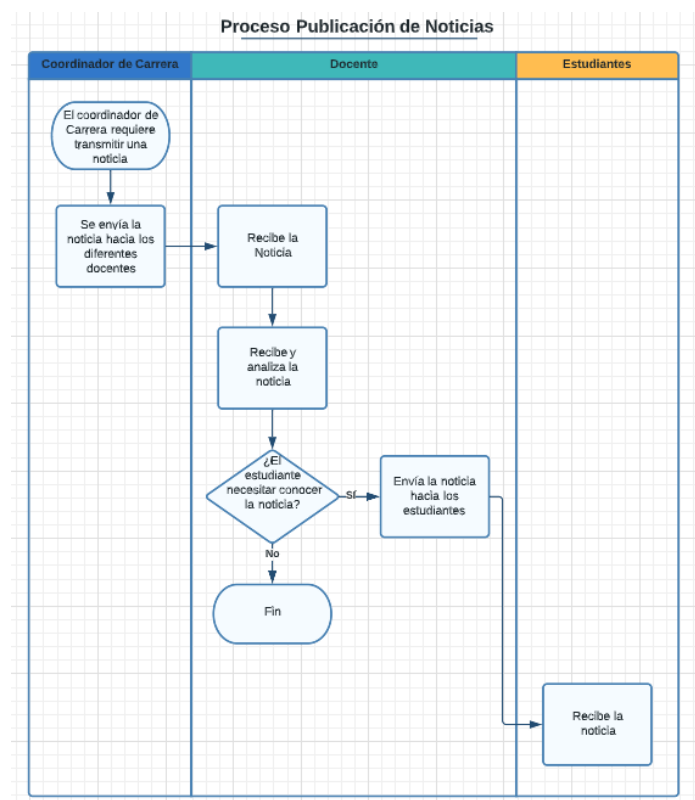 Proceso Publicación de Noticias
Coordinador de Carrera
Docente
Estudiantes
El coordinador de
Carrera requiere
transmitir una
noticia
Se envía la
noticia hacia los
diferentes
docentes
Recibe la
Noticia
Recibe y
analiza la
noticia
¿El
estudiante
necesitar conocer
la noticia?
Sí
Envía la noticia
hacia los
estudiantes
No
Fin
Recibe la
noticia